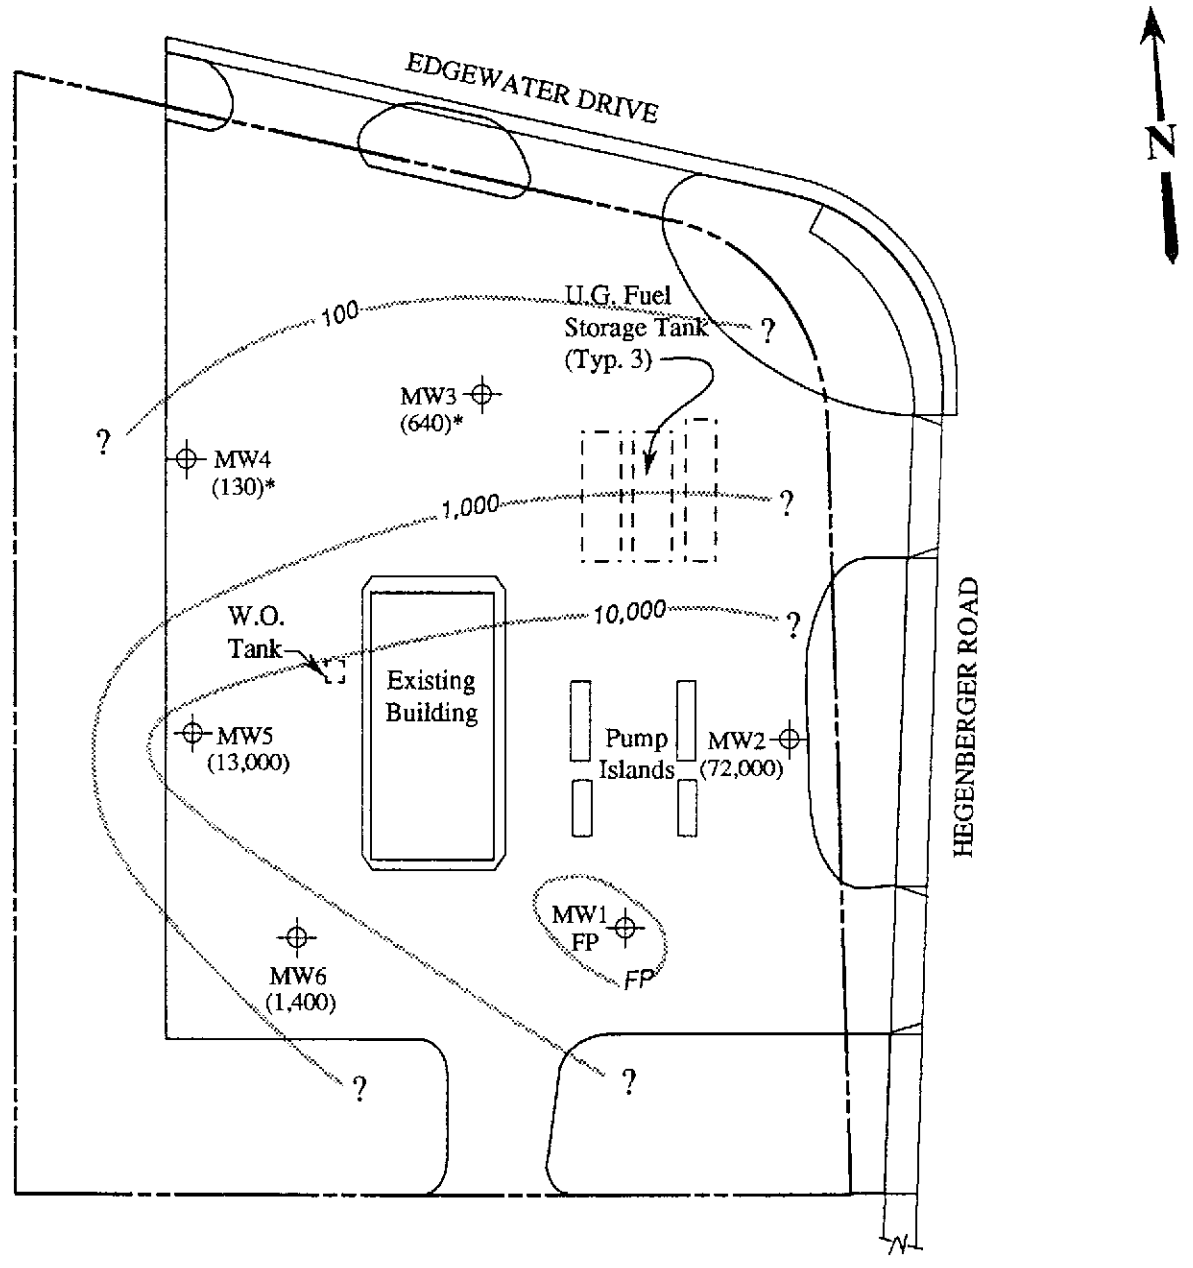 EDGEWATER DRIVE
N
U.G. Fuel
Storage Tank
(Typ. 3)
100
?
MW3
(640)*
?
MW4
(130)*
1,000
?
W.O.
Tank
10,000
?
Existing
Building
HEGENBERGER ROAD
MW5
(13,000)
Pump
Islands
MW2
(72,000)
MW1
FP
FP
MW6
(1,400)
?
?
N